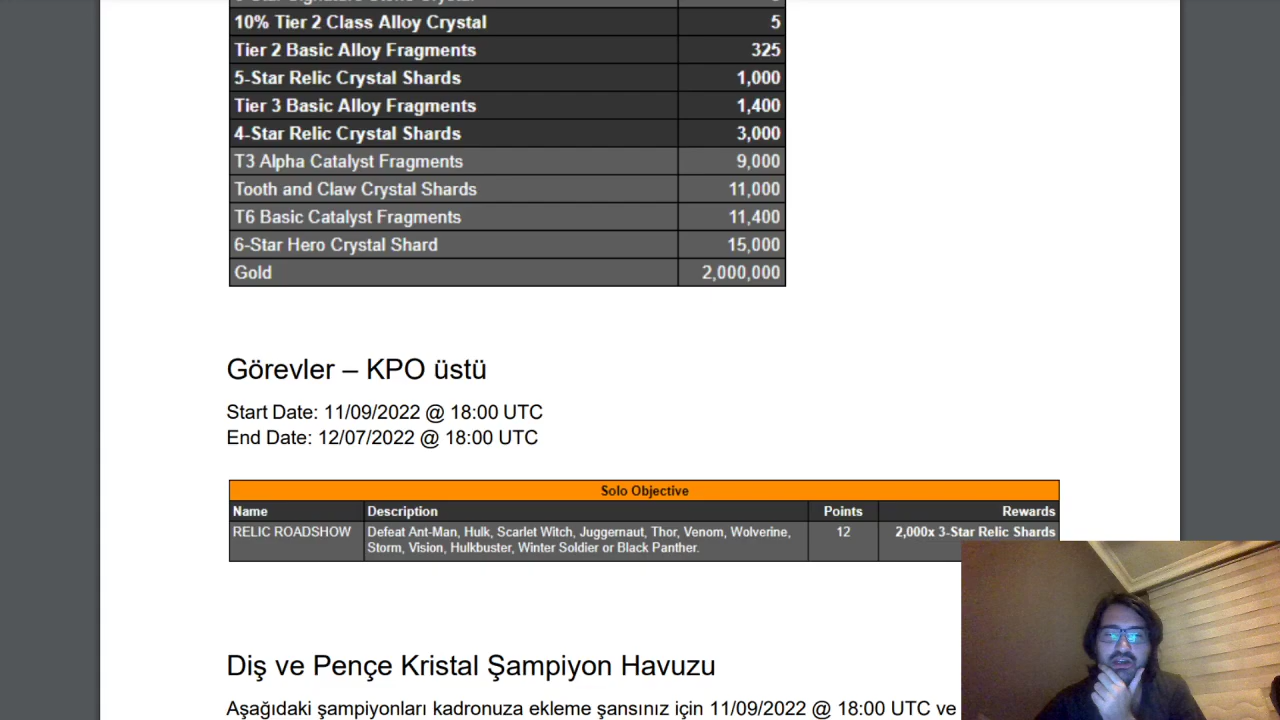 10% Tier 2 Class Alloy Crystal 5
Tier 2 Basic Alloy Fragments 325
5-Star Relic Crystal Shards 1,000
Tier 3 Basic Alloy Fragments 1,400
4-Star Relic Crystal Shards 3,000
T3 Alpha Catalyst Fragments 9,000
Tooth and Claw Crystal Shards 11,000
T6 Basic Catalyst Fragments 11,400
6-Star Hero Crystal Shard 15,000
Gold 2,000,000
Görevler – KPO üstü
Start Date: 11/09/2022 @ 18:00 UTC
End Date: 12/07/2022 @ 18:00 UTC
Solo Objective
Name Description Points Rewards
RELIC ROADSHOW Defeat Ant-Man, Hulk, Scarlet Witch, Juggernaut, Thor, Venom, Wolverine, 12 2,000x 3-Star Relic Shards
Storm, Vision, Hulkbuster, Winter Soldier or Black Panther.
Diş ve Pençe Kristal Şampiyon Havuzu
Aşağıdaki şampiyonları kadronuza ekleme şansınız için 11/09/2022 @ 18:00 UTC ve